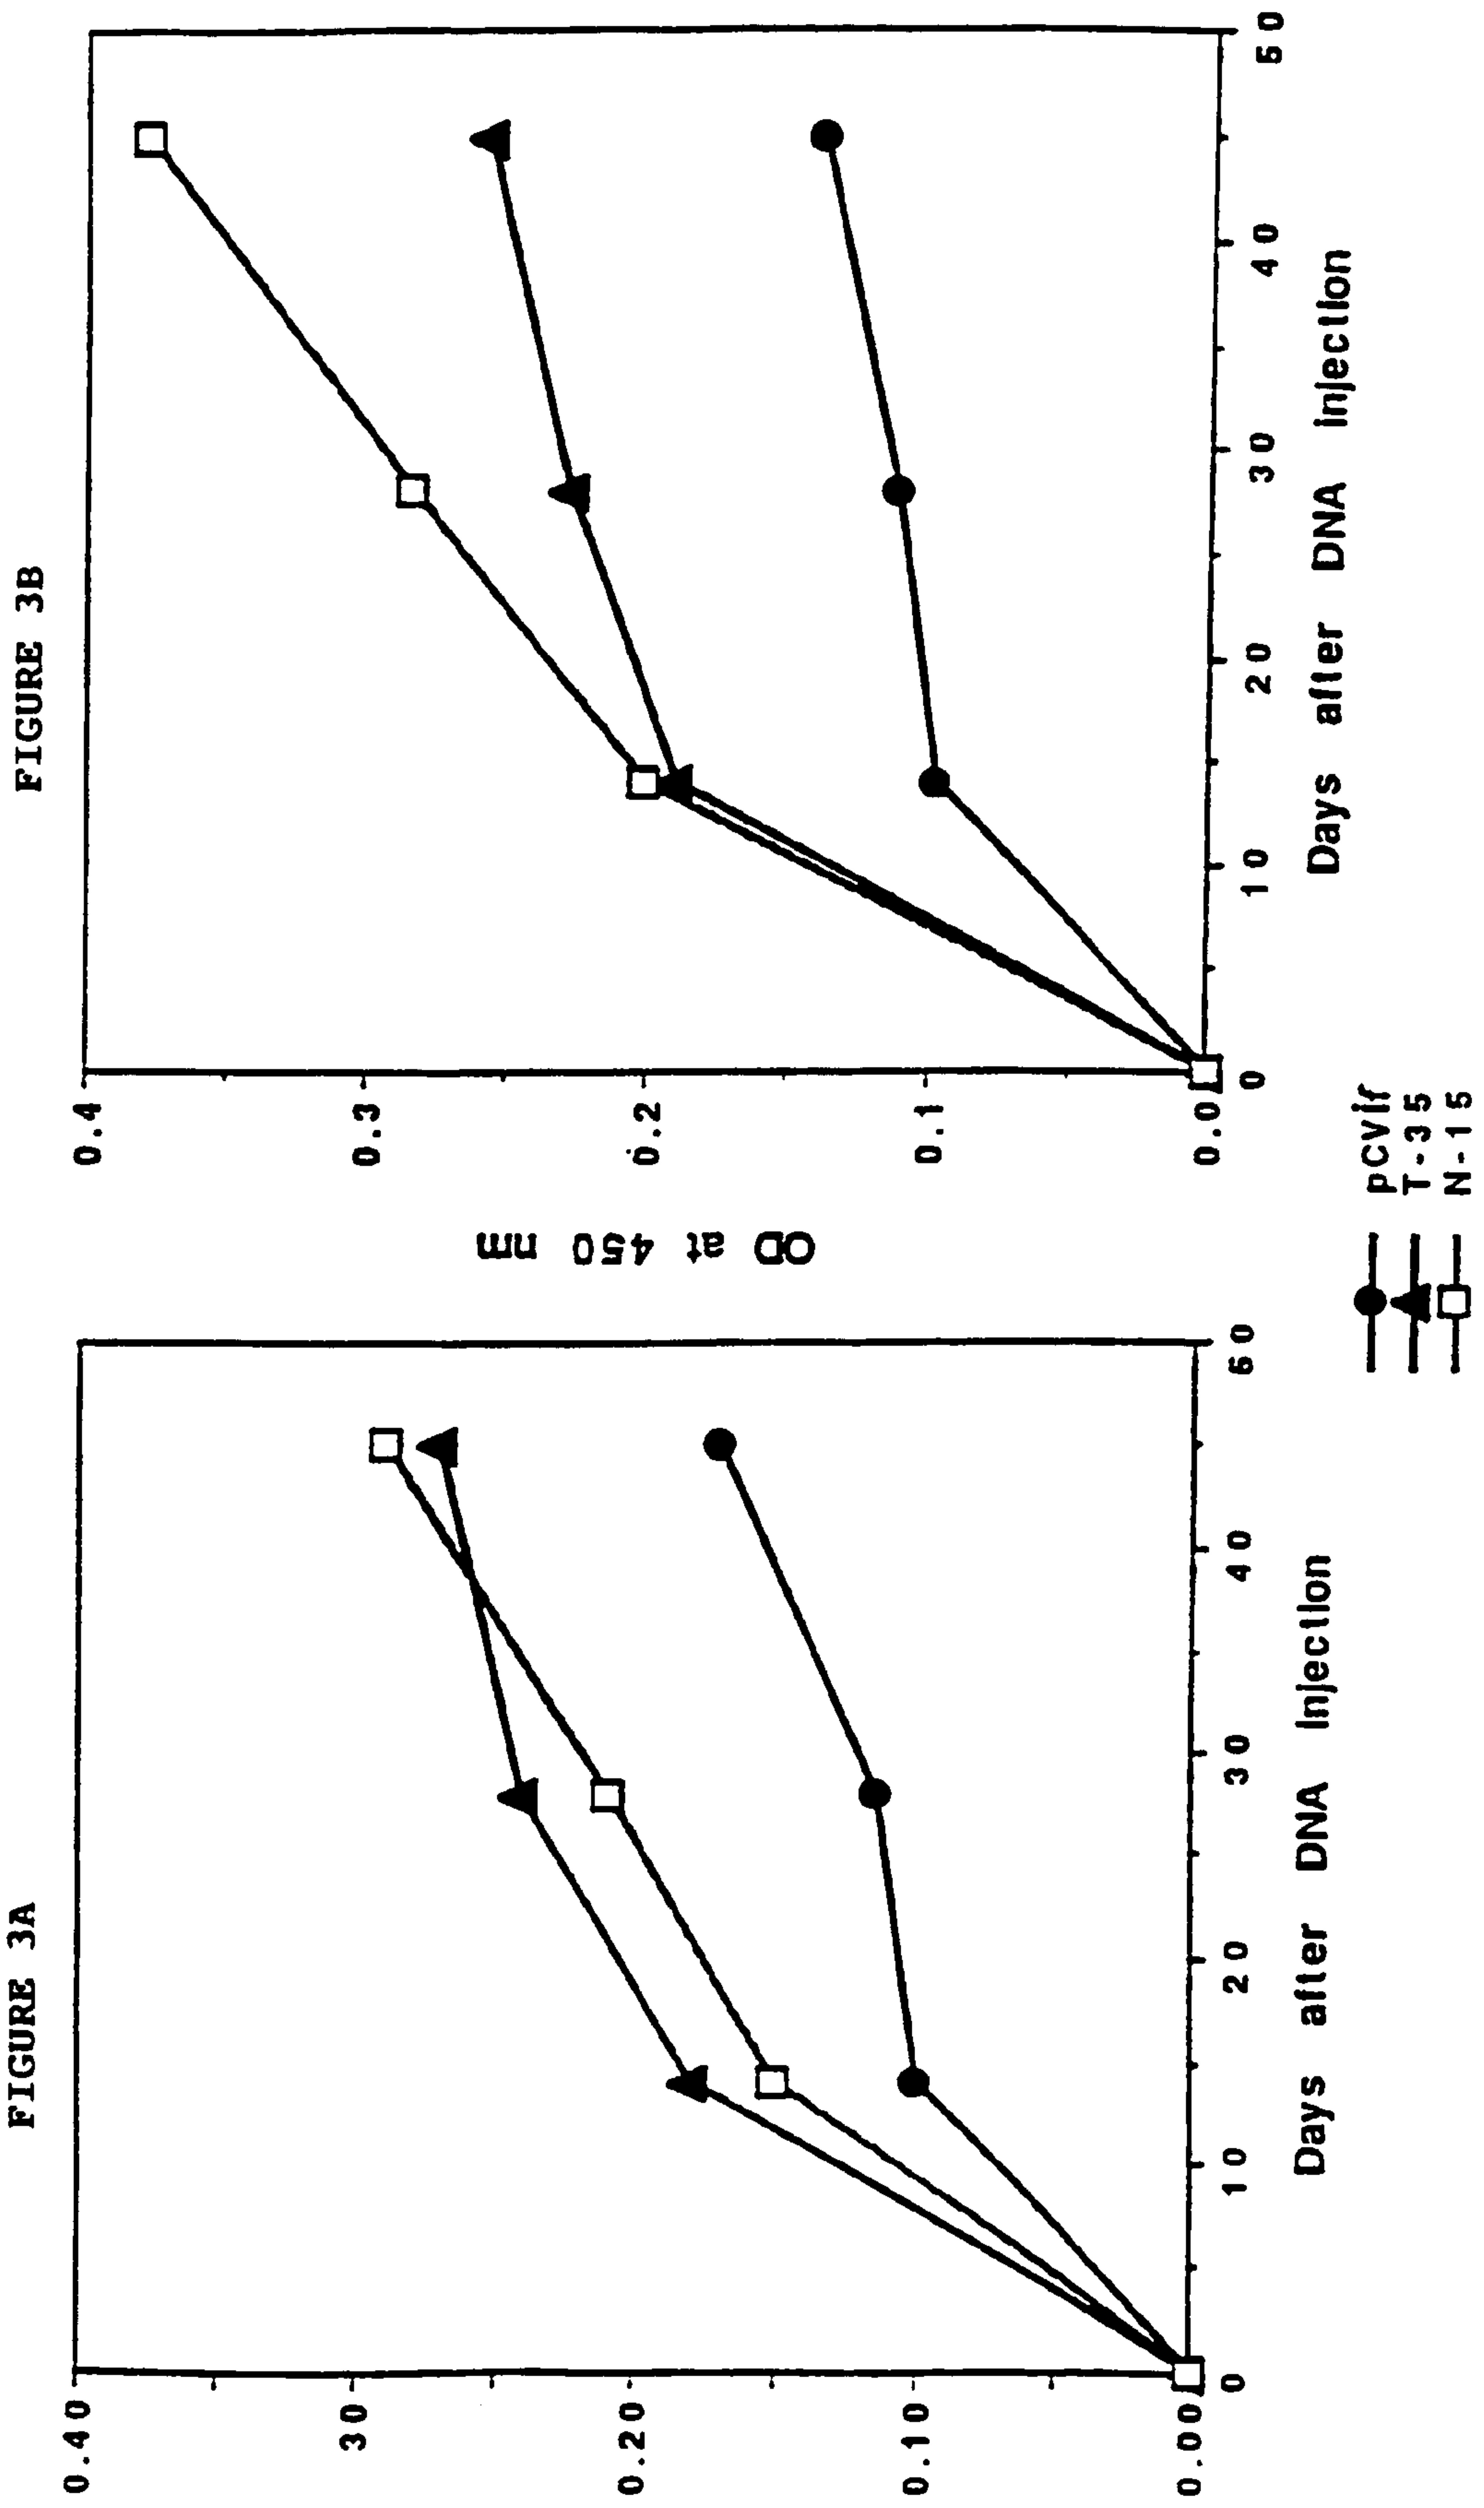 FIGURE 3A
0.40
30
0.20
0.10
0.00
0
10
20
30
40
60
Days after DNA injection
OD at 450 nm
FIGURE 3B
0.4
0.3
0.2
0.1
0.0
0
10
20
30
40
50
Days after DNA injection
pCvif
T-35
N-15